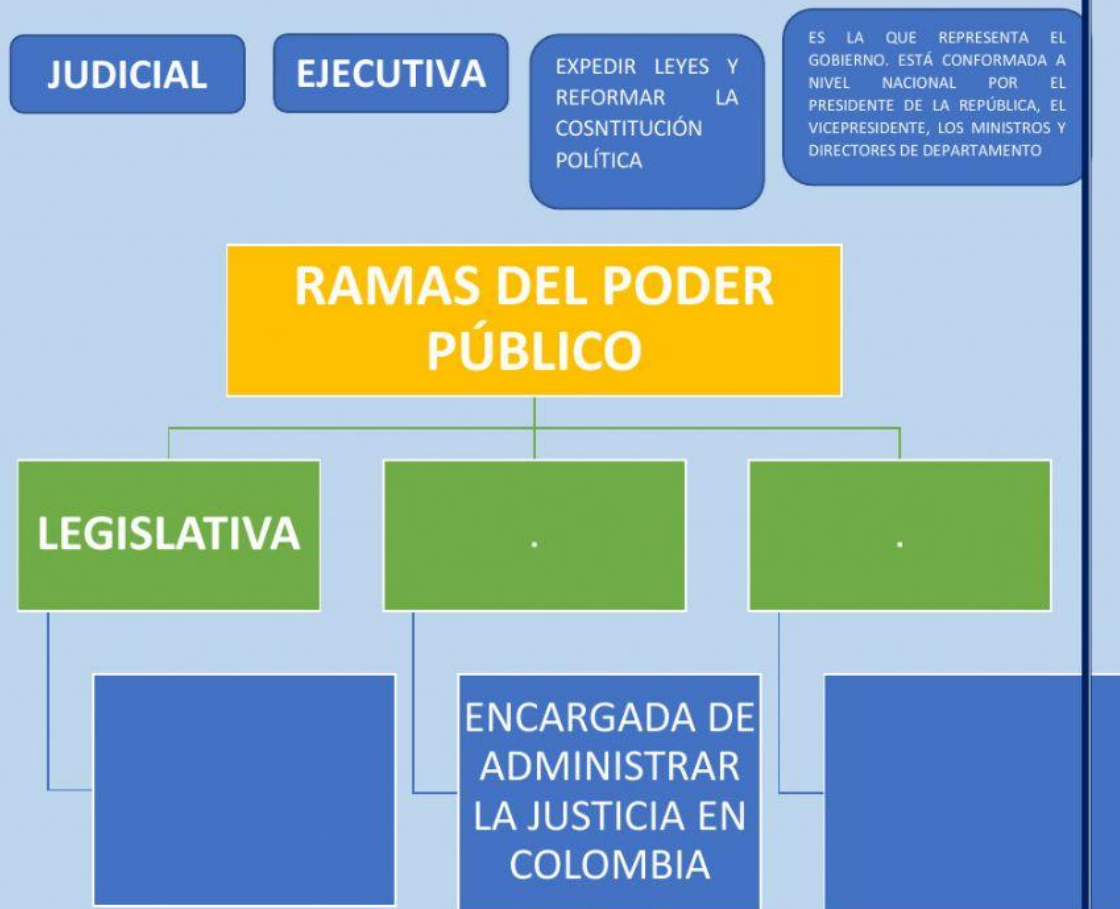 JUDICIAL
EJECUTIVA
EXPEDIR LEYES Y
REFORMAR LA
COSNTITUCIÓN
POLÍTICA
ES LA QUE REPRESENTA EL
GOBIERNO. ESTÁ CONFORMADA A
NIVEL NACIONAL POR EL
PRESIDENTE DE LA REPÚBLICA, EL
VICEPRESIDENTE, LOS MINISTROS Y
DIRECTORES DE DEPARTAMENTO
RAMAS DEL PODER
PÚBLICO
LEGISLATIVA
.
.
ENCARGADA DE
ADMINISTRAR
LA JUSTICIA EN
COLOMBIA